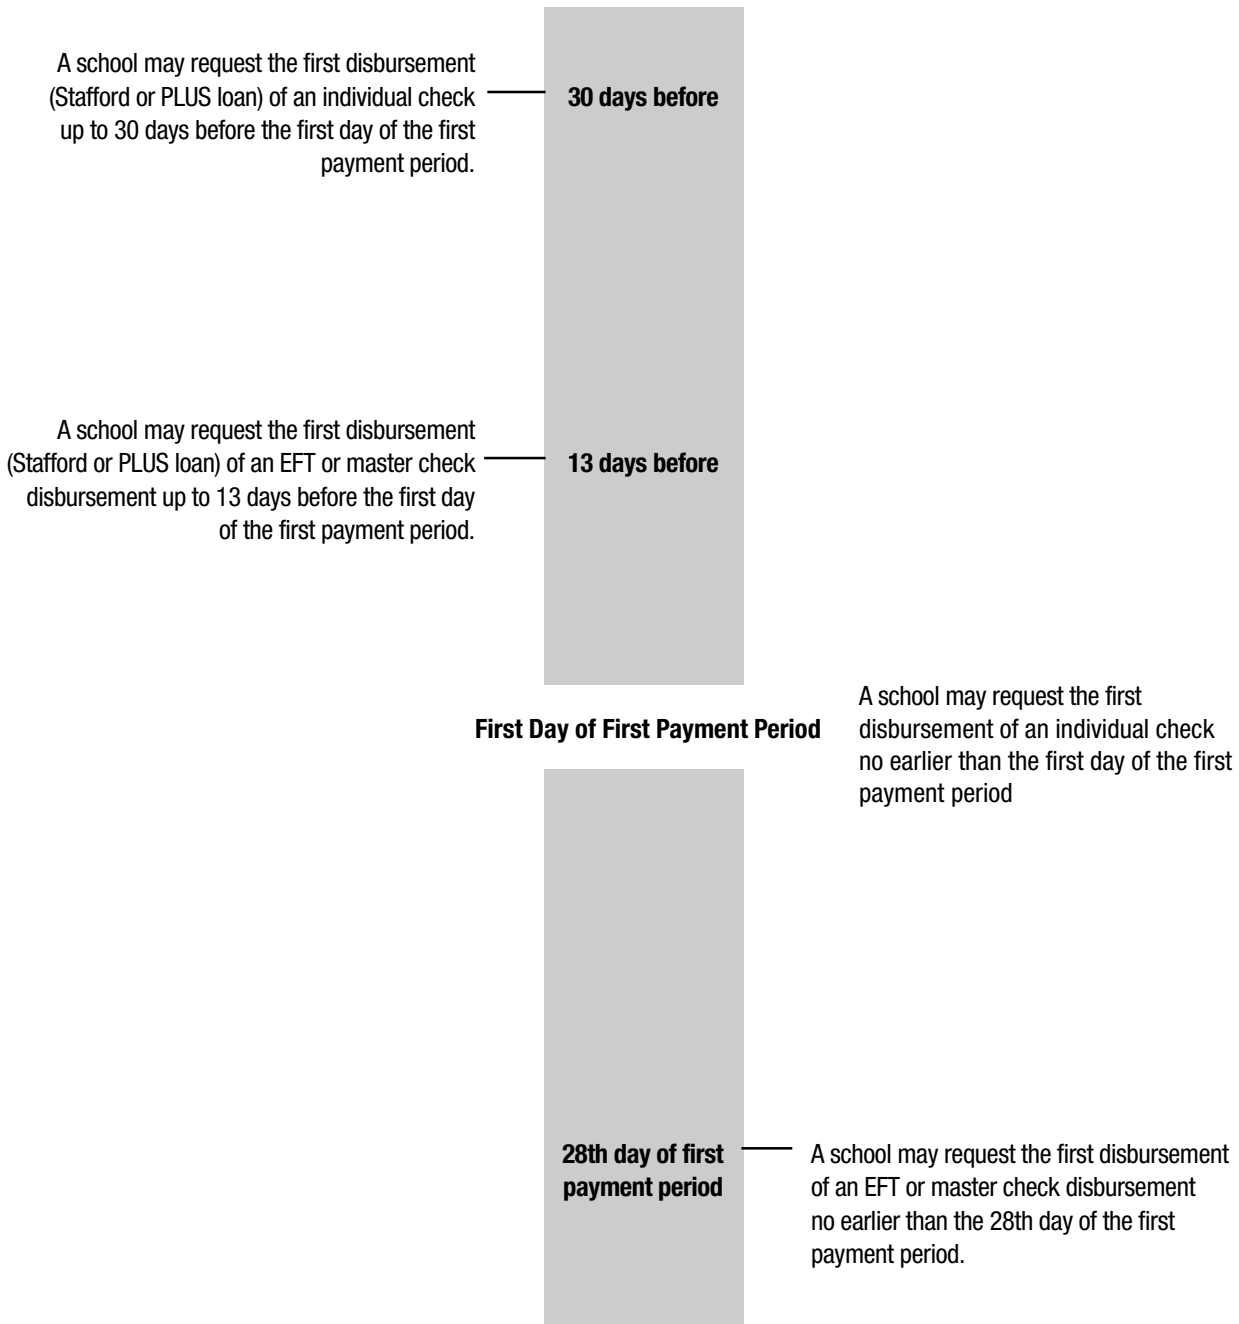 A school may request the first disbursement
(Stafford or PLUS loan) of an individual check
up to 30 days before the first day of the first
payment period.
30 days before
A school may request the first disbursement
(Stafford or PLUS loan) of an EFT or master check
disbursement up to 13 days before the first day
of the first payment period.
13 days before
First Day of First Payment Period
A school may request the first
disbursement of an individual check
no earlier than the first day of the first
payment period
28th day of first
payment period
A school may request the first disbursement
of an EFT or master check disbursement
no earlier than the 28th day of the first
payment period.